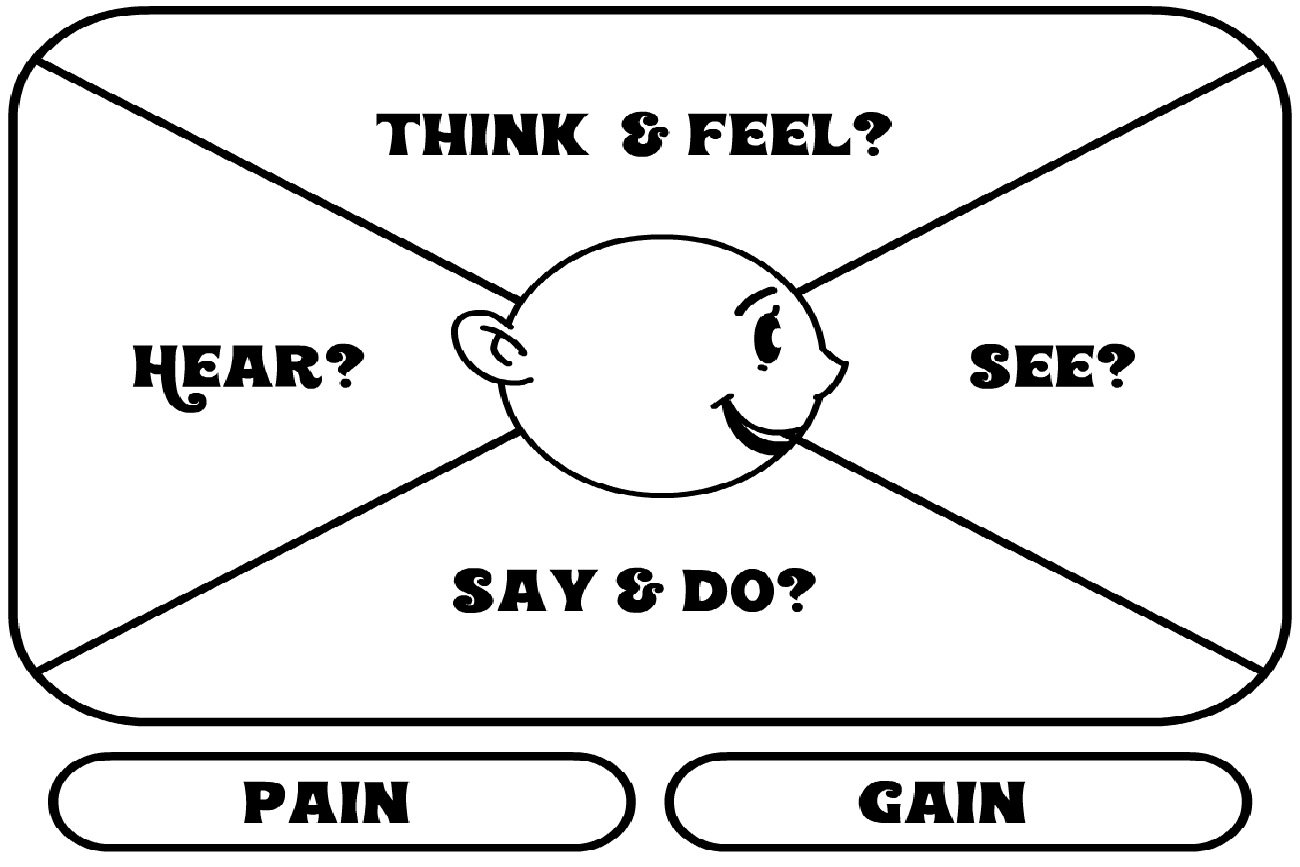 THINK & FEEL?
HEAR?
SEE?
SAY & DO?
PAIN
GAIN